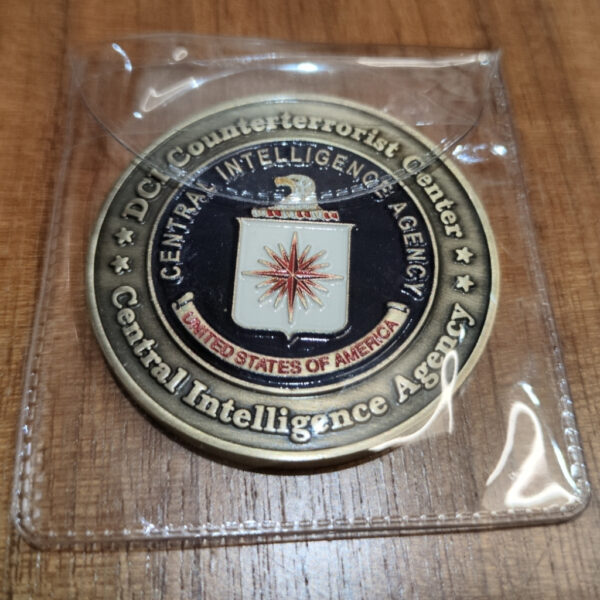 DCI Counterterrorist Center
CENTRAL INTELLIGENCE AGENCY
UNITED STATES OF AMERICA
Central Intelligence Agency